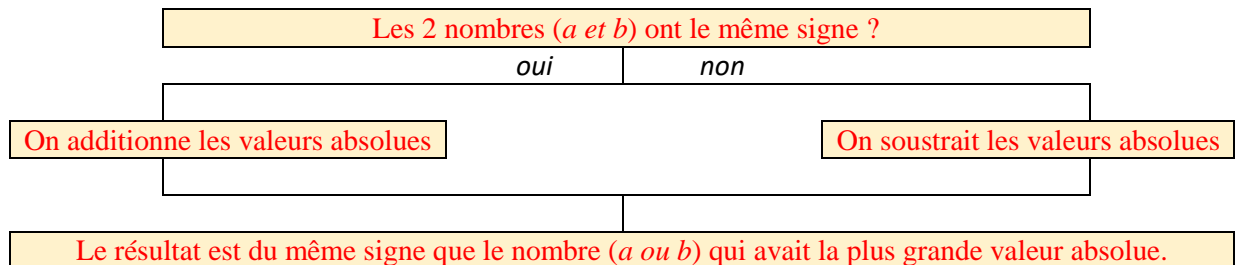 Les 2 nombres (a et b) ont le même signe ?
oui non
On additionne les valeurs absolues
On soustrait les valeurs absolues
Le résultat est du même signe que le nombre (a ou b) qui avait la plus grande valeur absolue.